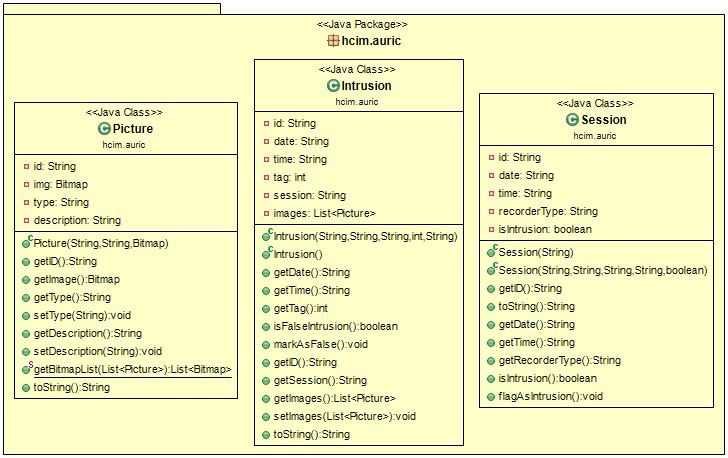 <<Java Package>>
hcim.auric
<<Java Class>>
Picture
hcim.auric
id: String
img: Bitmap
type: String
description: String
Picture(String,String,Bitmap)
getID():String
getImage():Bitmap
getType():String
setType(String):void
getDescription():String
setDescription(String):void
getBitmapList(List<Picture>):List<Bitmap>
toString():String
<<Java Class>>
Intrusion
hcim.auric
id: String
date: String
time: String
tag: int
session: String
images: List<Picture>
Intrusion(String,String,String,int,String)
Intrusion()
getDate():String
getTime():String
getTag():int
isFalseIntrusion():boolean
markAsFalse():void
getID():String
getSession():String
getImages():List<Picture>
setImages(List<Picture>):void
toString():String
<<Java Class>>
Session
hcim.auric
id: String
date: String
time: String
recorderType: String
isIntrusion: boolean
Session(String)
Session(String,String,String,String,boolean)
getID():String
toString():String
getDate():String
getTime():String
getRecorderType():String
isIntrusion():boolean
flagAsIntrusion():void